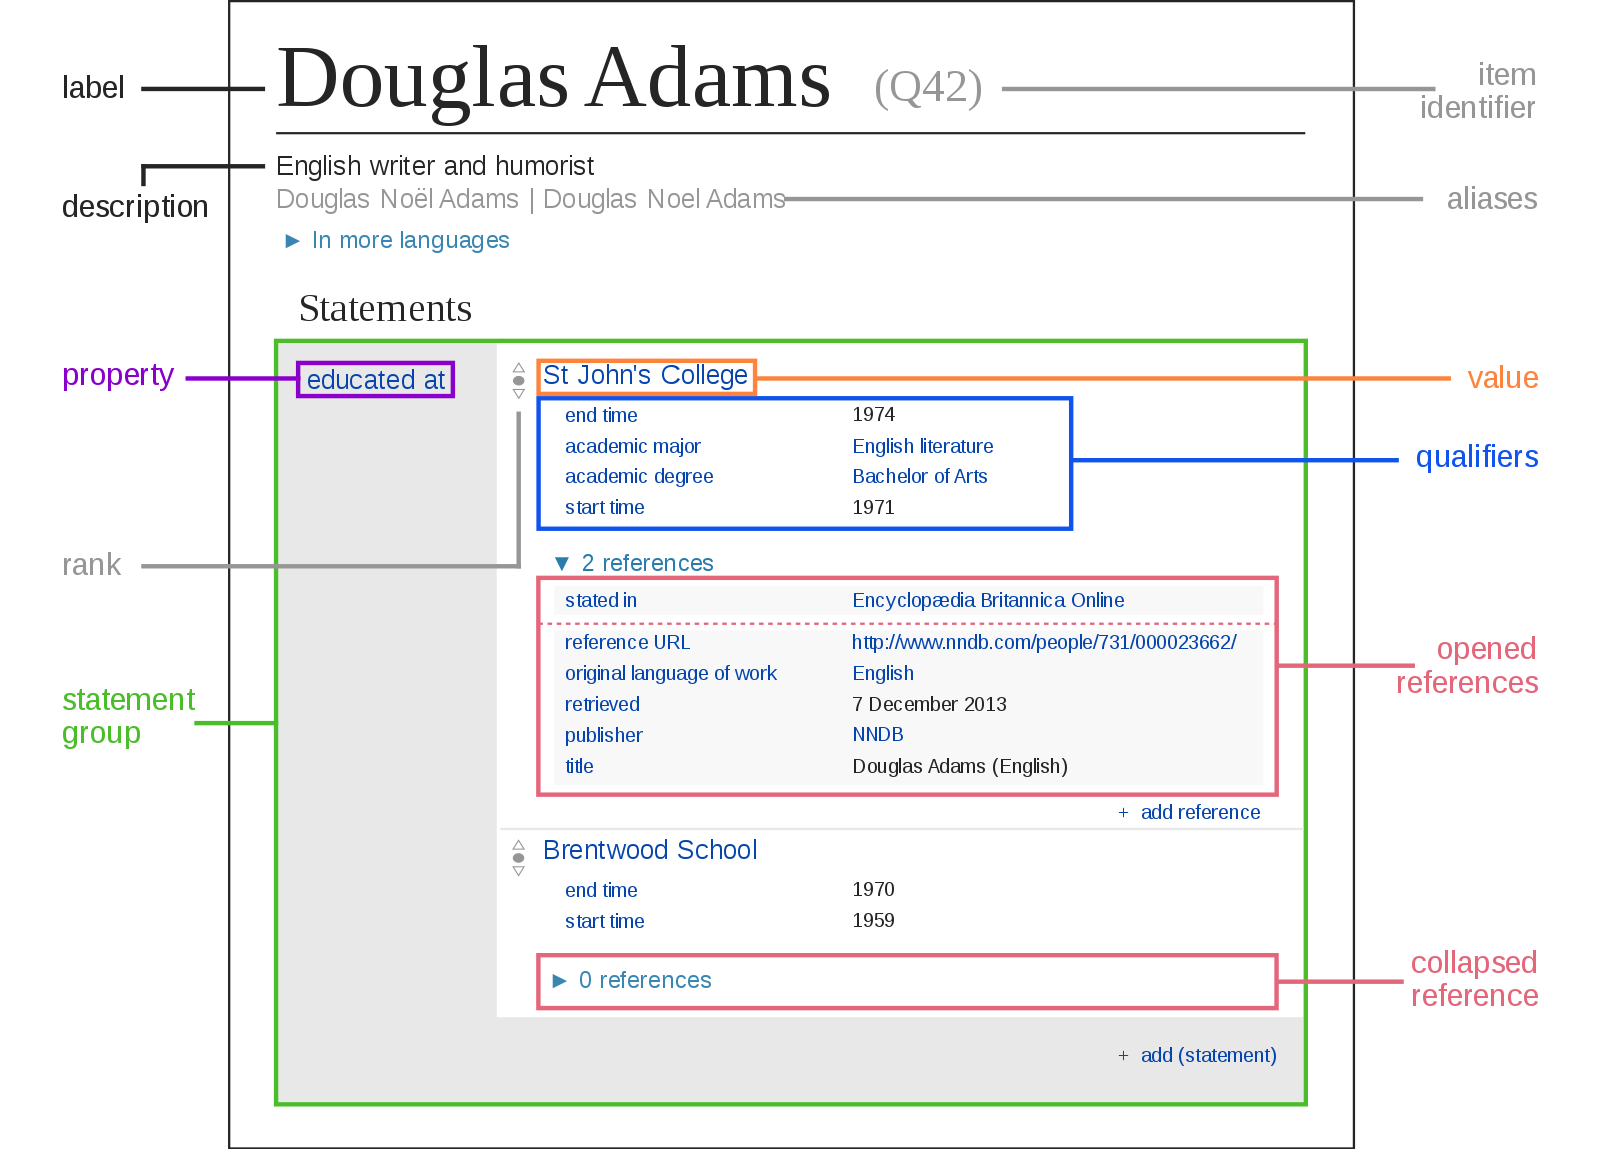 label
Douglas Adams (Q42)
item
identifier
description
English writer and humorist
Douglas Noël Adams | Douglas Noel Adams
aliases
► In more languages
Statements
property
educated at
St John's College
value
end time 1974
academic major English literature
academic degree Bachelor of Arts
start time 1971
qualifiers
rank
▼ 2 references
stated in Encyclopædia Britannica Online
reference URL http://www.nndb.com/people/731/000023662/
original language of work English
retrieved 7 December 2013
publisher NNDB
title Douglas Adams (English)
opened
references
statement
group
+ add reference
Brentwood School
end time 1970
start time 1959
► 0 references
collapsed
reference
+ add (statement)